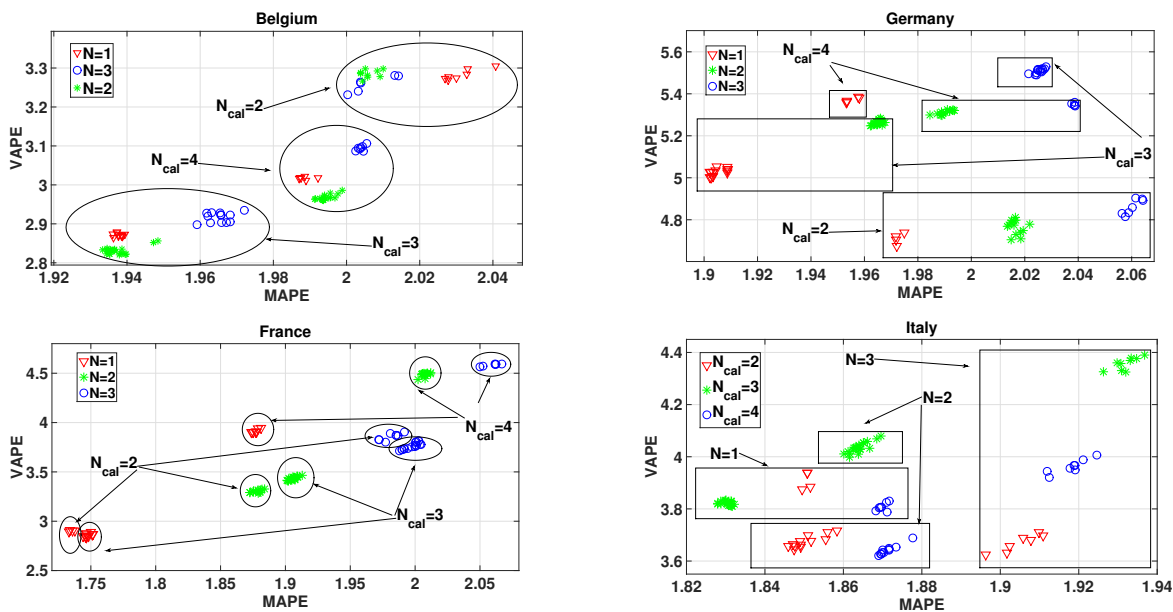 Belgium
N=1
N=3
N=2
N_cal=2
N_cal=4
N_cal=3
VAPE
3.3
3.2
3.1
3
2.9
2.8
1.92 1.94 1.96 1.98 2 2.02 2.04
MAPE
Germany
N=1
N=2
N=3
N_cal=4
N_cal=3
N_cal=2
VAPE
5.6
5.4
5.2
5
4.8
4.6
1.9 1.92 1.94 1.96 1.98 2 2.02 2.04 2.06
MAPE
France
N=1
N=2
N=3
N_cal=4
N_cal=2
N_cal=3
VAPE
4.5
4
3.5
3
2.5
1.75 1.8 1.85 1.9 1.95 2 2.05
MAPE
Italy
N_cal=2
N_cal=3
N_cal=4
N=3
N=2
N=1
VAPE
4.4
4.2
4
3.8
3.6
1.82 1.84 1.86 1.88 1.9 1.92 1.94
MAPE